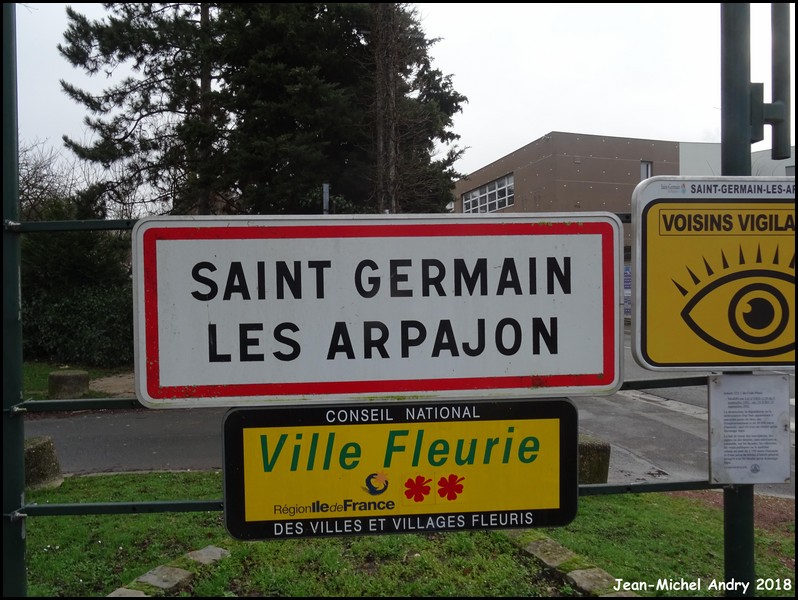 SAINT GERMAIN
LES ARPAJON
CONSEIL NATIONAL
Ville Fleurie
RégionIledeFrance
DES VILLES ET VILLAGES FLEURIS
SAINT-GERMAIN-LES-AR
VOISINS VIGILA
Jean-Michel Andry 2018